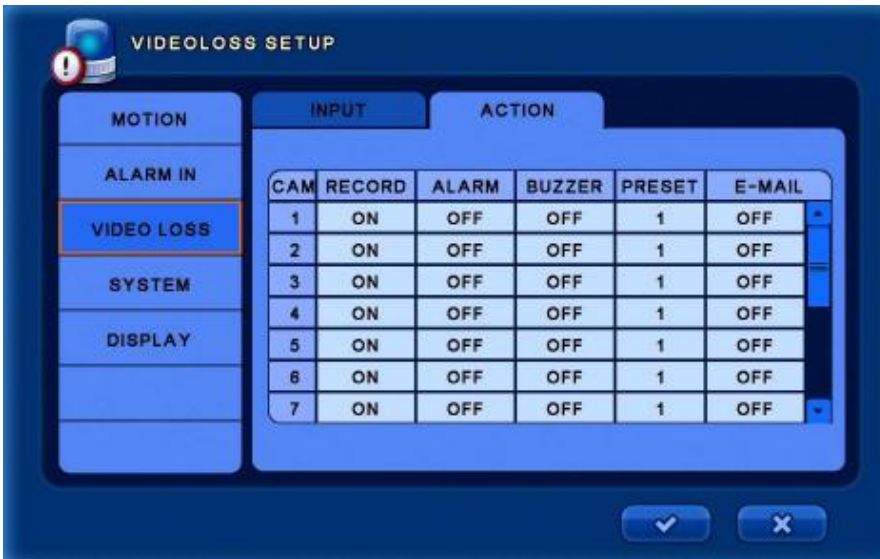 VIDEOLOSS SETUP
MOTION
ALARM IN
VIDEO LOSS
SYSTEM
DISPLAY
INPUT ACTION
CAM RECORD ALARM BUZZER PRESET E-MAIL
1 ON OFF OFF 1 OFF
2 ON OFF OFF 1 OFF
3 ON OFF OFF 1 OFF
4 ON OFF OFF 1 OFF
5 ON OFF OFF 1 OFF
6 ON OFF OFF 1 OFF
7 ON OFF OFF 1 OFF